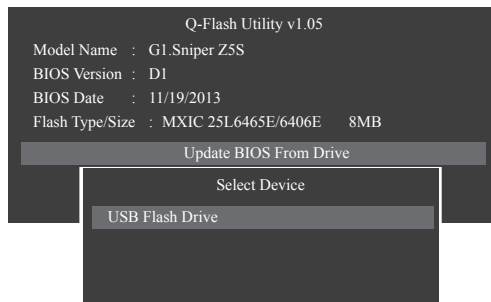 Q-Flash Utility v1.05
Model Name : G1.Sniper Z5S
BIOS Version : D1
BIOS Date : 11/19/2013
Flash Type/Size : MXIC 25L6465E/6406E 8MB
Update BIOS From Drive
Select Device
USB Flash Drive